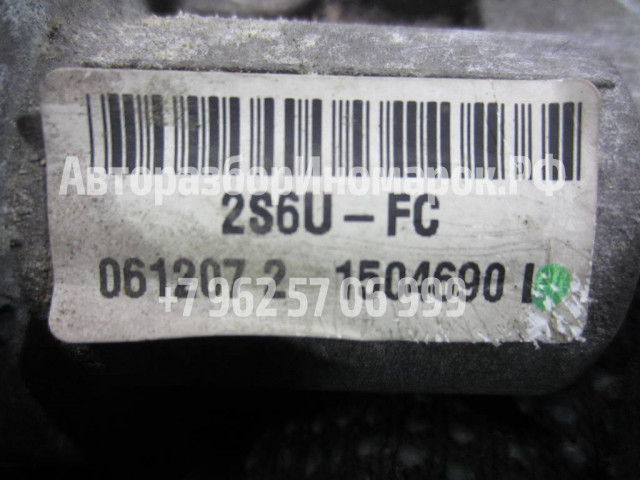 АвторазборИномарок.РФ
2S6U-FC
061207 2 1504690 I
+7 962 57 06 999